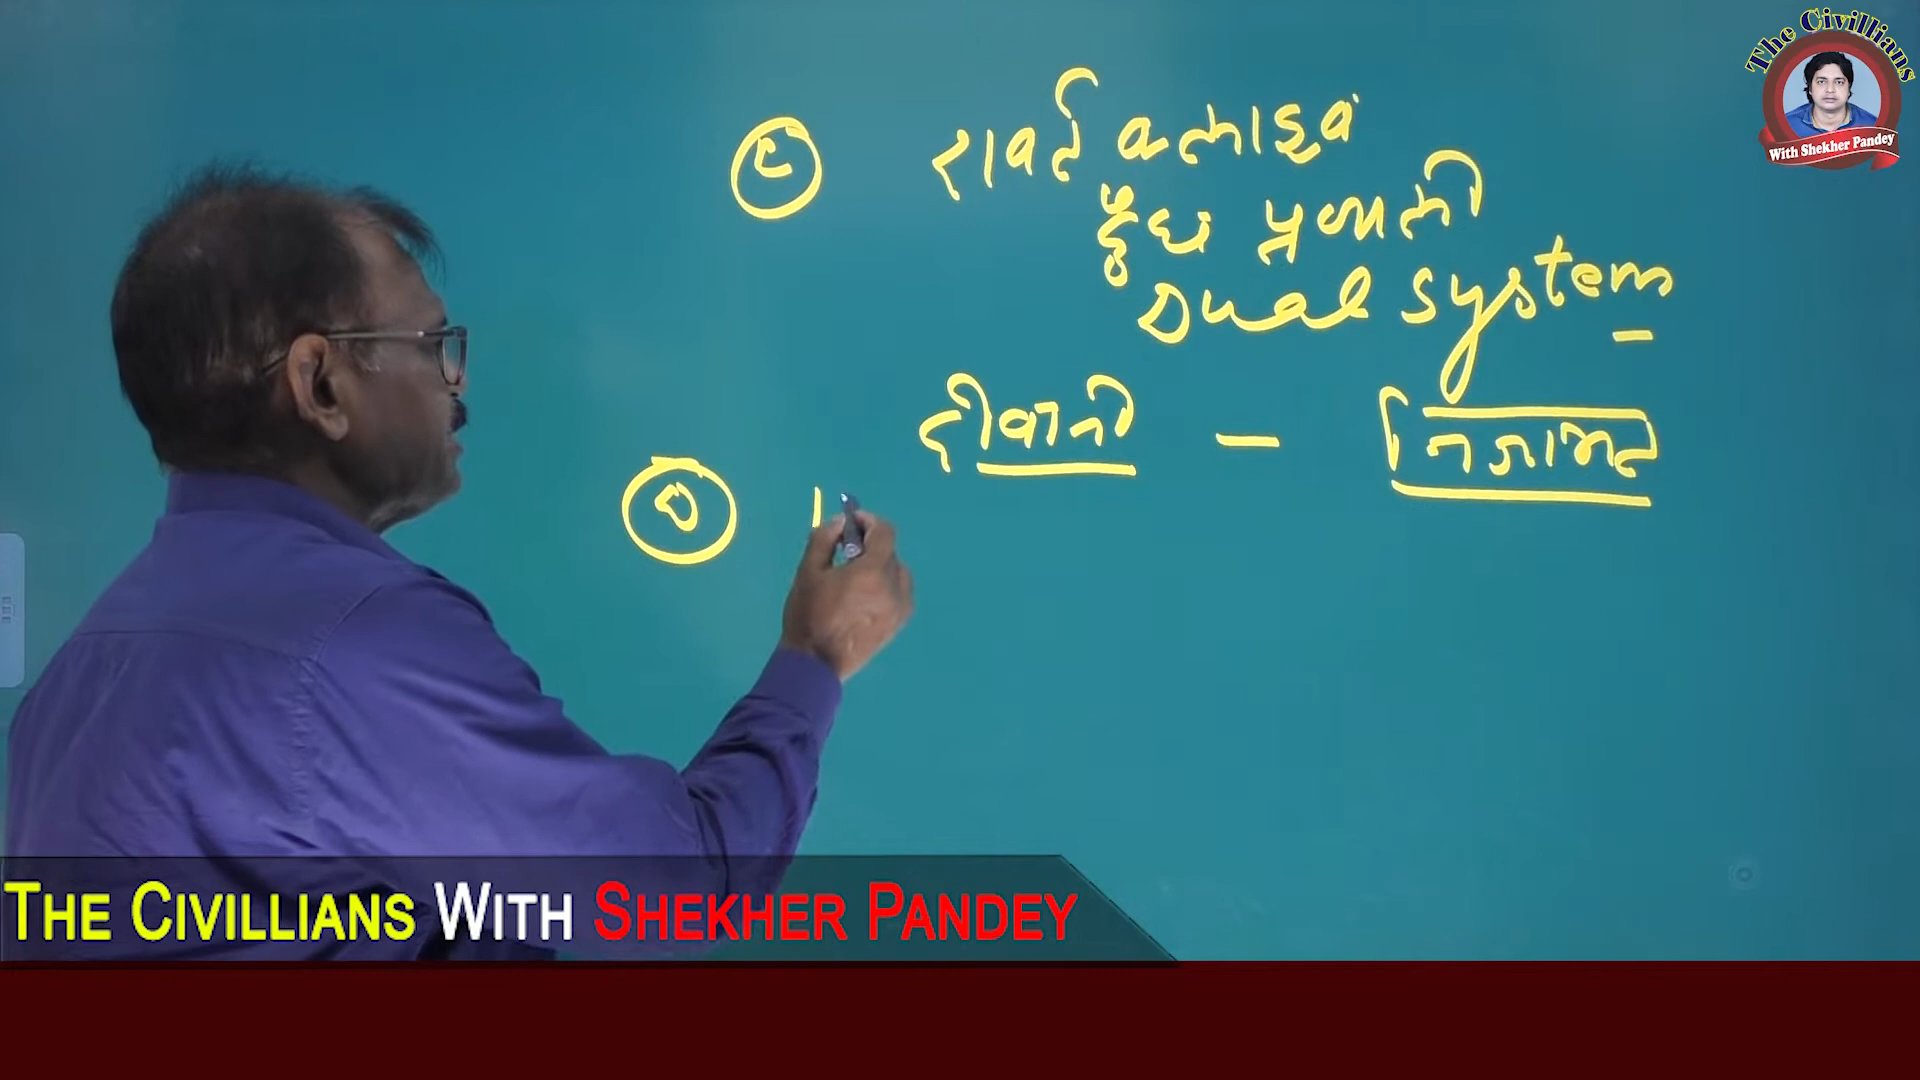 The Civillians
With Shekher Pandey
राबर्ट क्लाइव
द्वैध प्रणाली
Dual System
दीवानी - निजामत
THE CIVILLIANS WITH SHEKHER PANDEY